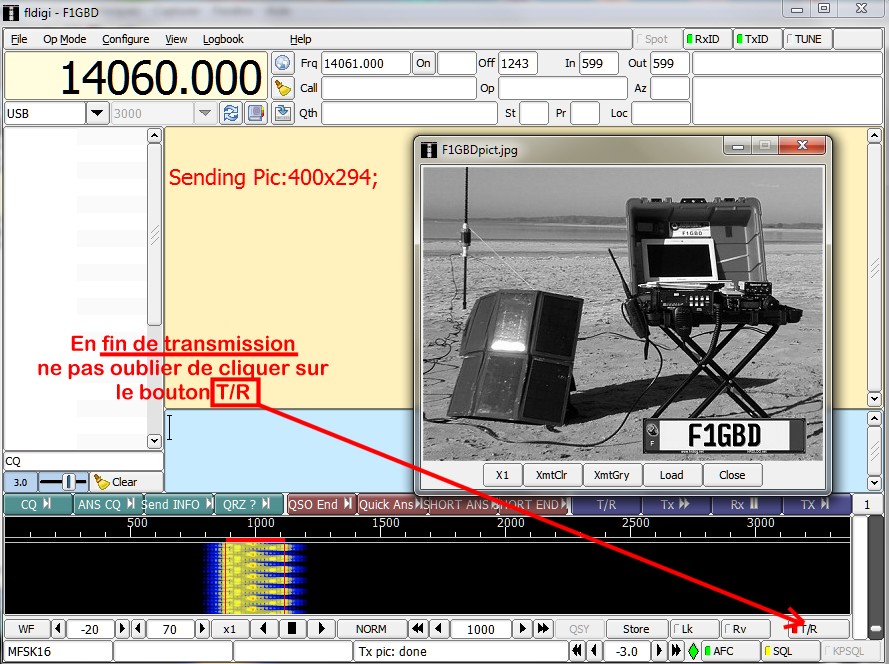 fldigi - F1GBD
File Op Mode Configure View Logbook Help Spot RxID TxID TUNE
14060.000 Frq 14061.000 On Off 1243 In 599 Out 599
Call Op Az
USB 3000 Qth St Pr Loc
F1GBDpict.jpg
Sending Pic:400x294;
F1GBD
En fin de transmission
ne pas oublier de cliquer sur
le bouton T/R
F F1GBD
CQ
3.0 Clear
X1 XmtClr XmtGry Load Close
CQ ANS CQ Send INFO QRZ ? QSO End Quick Ans SHORT ANS HORT END T/R Tx Rx TX 1
500 1000 1500 2000 2500 3000
WF -20 70 x1 NORM 1000 QSY Store Lk Rv T/R
MFSK16 Tx pic: done -3.0 AFC SQL KPSQL